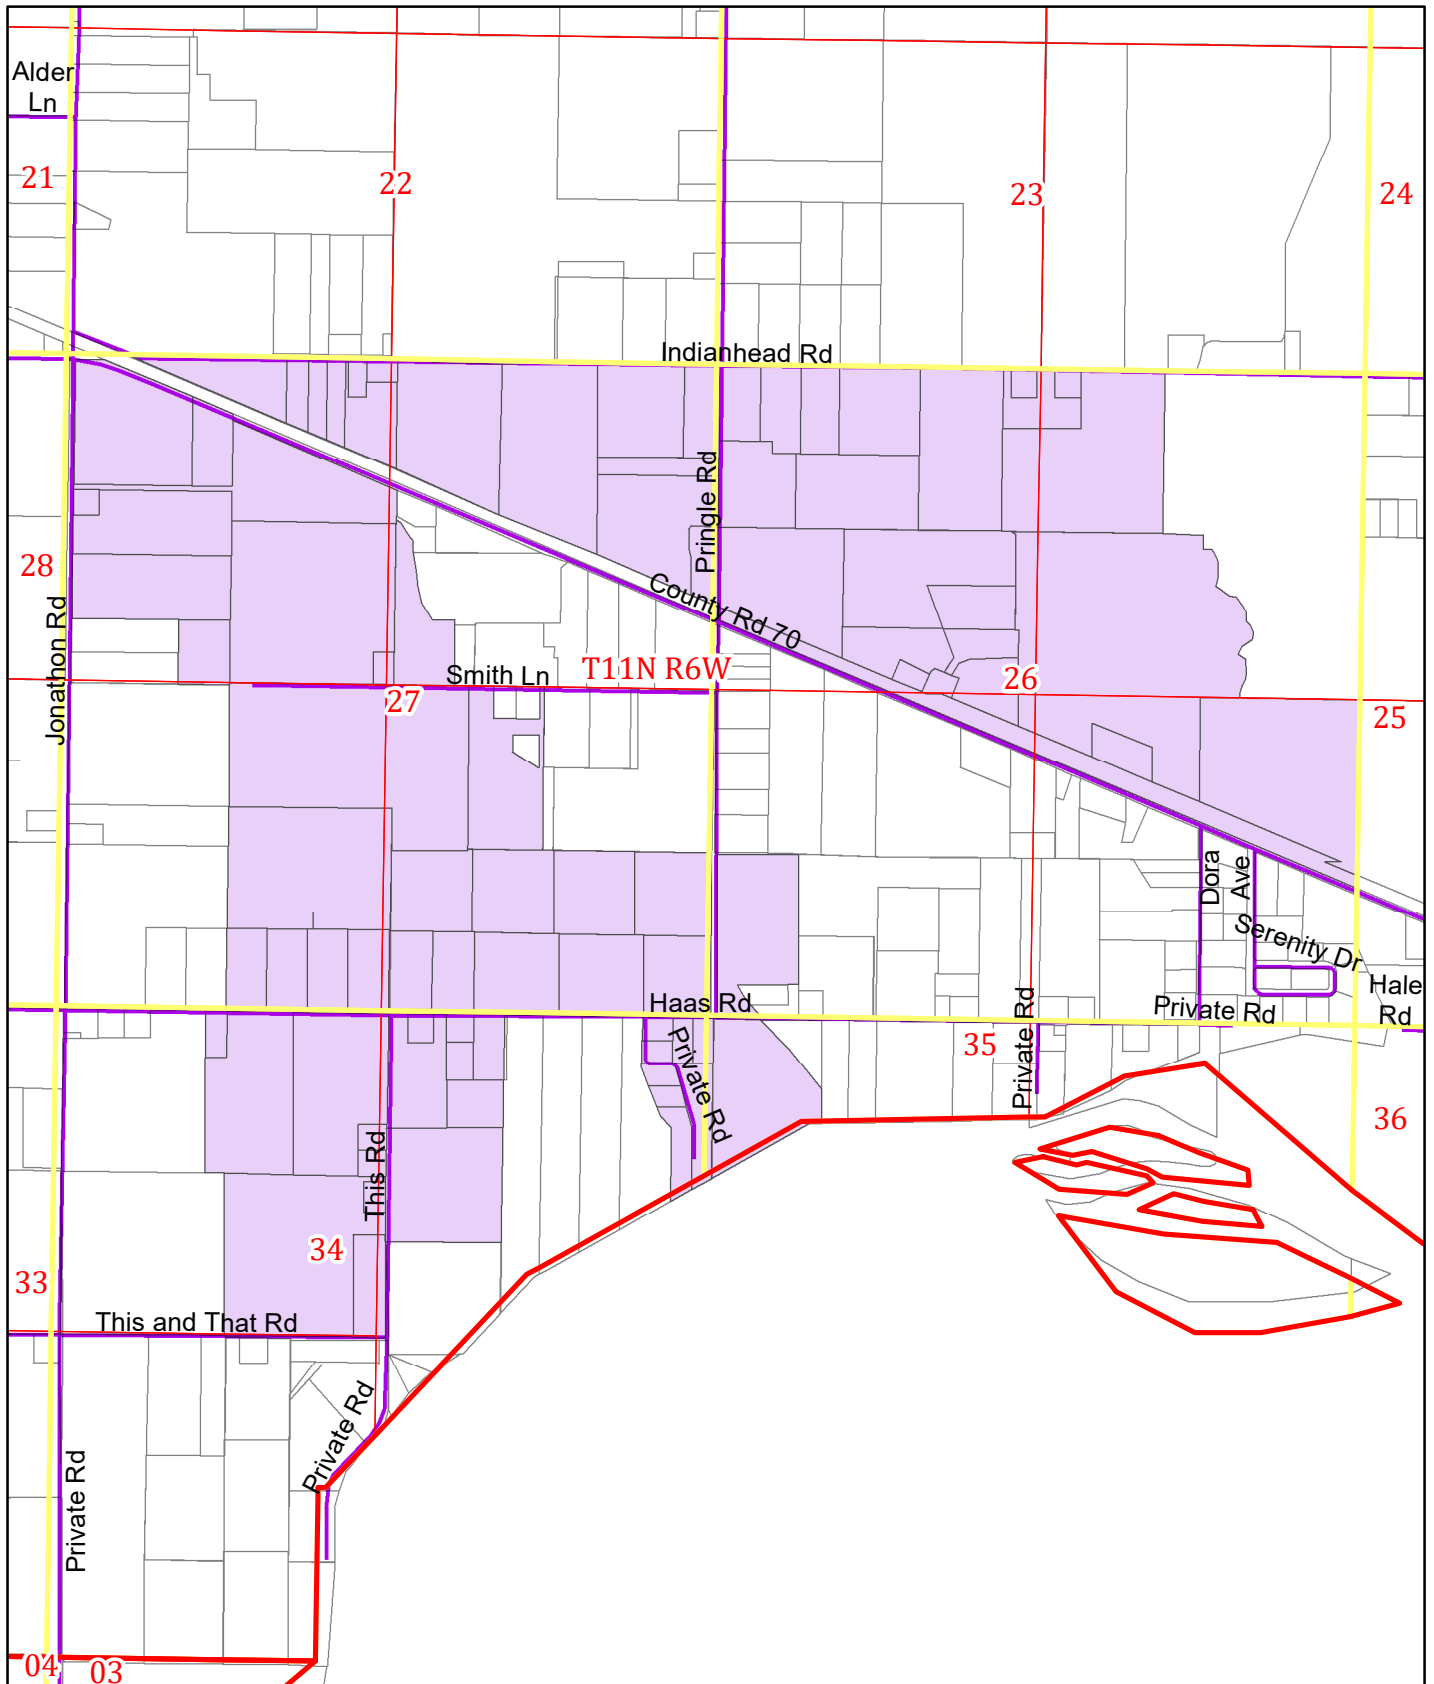 Alder
Ln
21
22
23
24
Indianhead Rd
Pringle Rd
28
County Rd 70
Jonathon Rd
Smith Ln
T11N R6W
26
27
25
Dora
Ave
Serenity Dr
Hale
Rd
Haas Rd
Private Rd
Private Rd
Private Rd
35
36
This Rd
34
33
This and That Rd
Private Rd
Private Rd
04
03